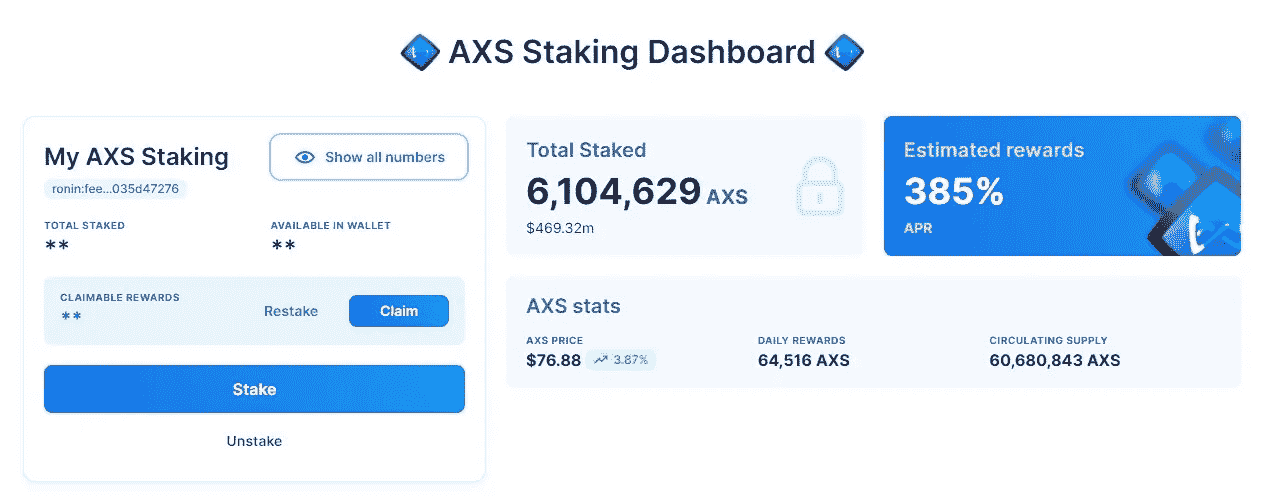 AXS Staking Dashboard
My AXS Staking
Show all numbers
ronin:fee...035d47276
TOTAL STAKED
**
AVAILABLE IN WALLET
**
CLAIMABLE REWARDS
**
Restake
Claim
Stake
Unstake
Total Staked
6,104,629 AXS
$469.32m
Estimated rewards
385%
APR
AXS stats
AXS PRICE
$76.88 3.87%
DAILY REWARDS
64,516 AXS
CIRCULATING SUPPLY
60,680,843 AXS